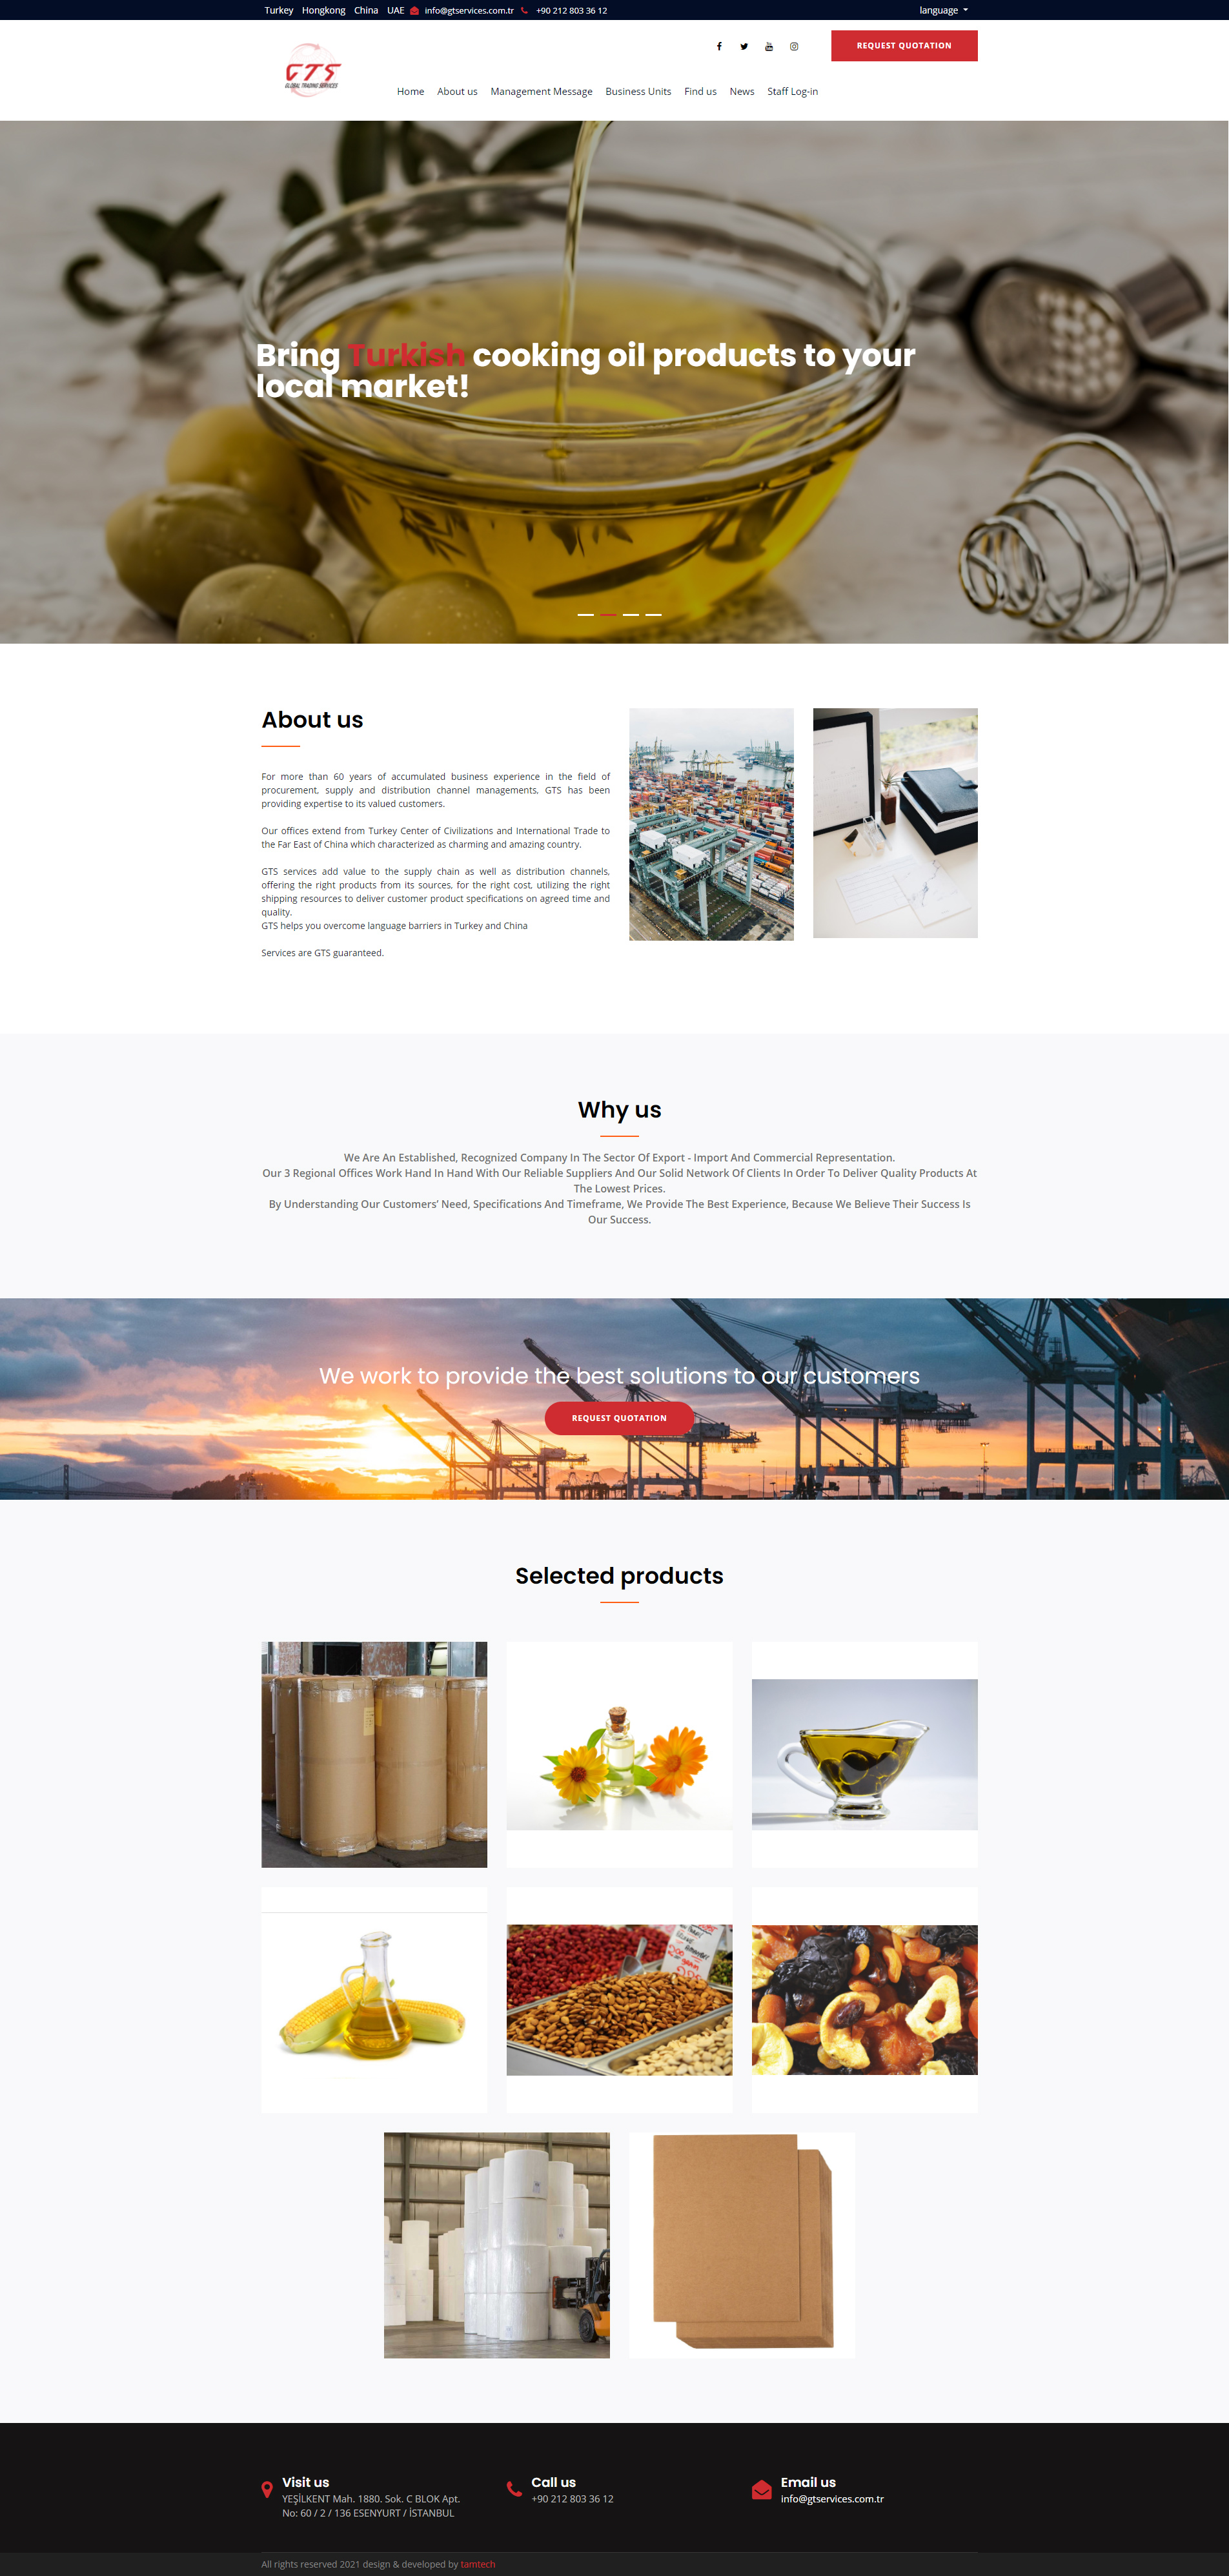 Turkey Hongkong China UAE info@gtservices.com.tr +90 212 803 36 12 language
REQUEST QUOTATION
GTS
GLOBAL TRADING SERVICES
Home About us Management Message Business Units Find us News Staff Log-in
Bring Turkish cooking oil products to your
local market!
About us
For more than 60 years of accumulated business experience in the field of
procurement, supply and distribution channel managements, GTS has been
providing expertise to its valued customers.
Our offices extend from Turkey Center of Civilizations and International Trade to
the Far East of China which characterized as charming and amazing country.
GTS services add value to the supply chain as well as distribution channels,
offering the right products from its sources, for the right cost, utilizing the right
shipping resources to deliver customer product specifications on agreed time and
quality.
GTS helps you overcome language barriers in Turkey and China
Services are GTS guaranteed.
Why us
We Are An Established, Recognized Company In The Sector Of Export - Import And Commercial Representation.
Our 3 Regional Offices Work Hand In Hand With Our Reliable Suppliers And Our Solid Network Of Clients In Order To Deliver Quality Products At
The Lowest Prices.
By Understanding Our Customers’ Need, Specifications And Timeframe, We Provide The Best Experience, Because We Believe Their Success Is
Our Success.
We work to provide the best solutions to our customers
REQUEST QUOTATION
Selected products
Visit us
YEŞİLKENT Mah. 1880. Sok. C BLOK Apt.
No: 60 / 2 / 136 ESENYURT / İSTANBUL
Call us
+90 212 803 36 12
Email us
info@gtservices.com.tr
All rights reserved 2021 design & developed by tamtech